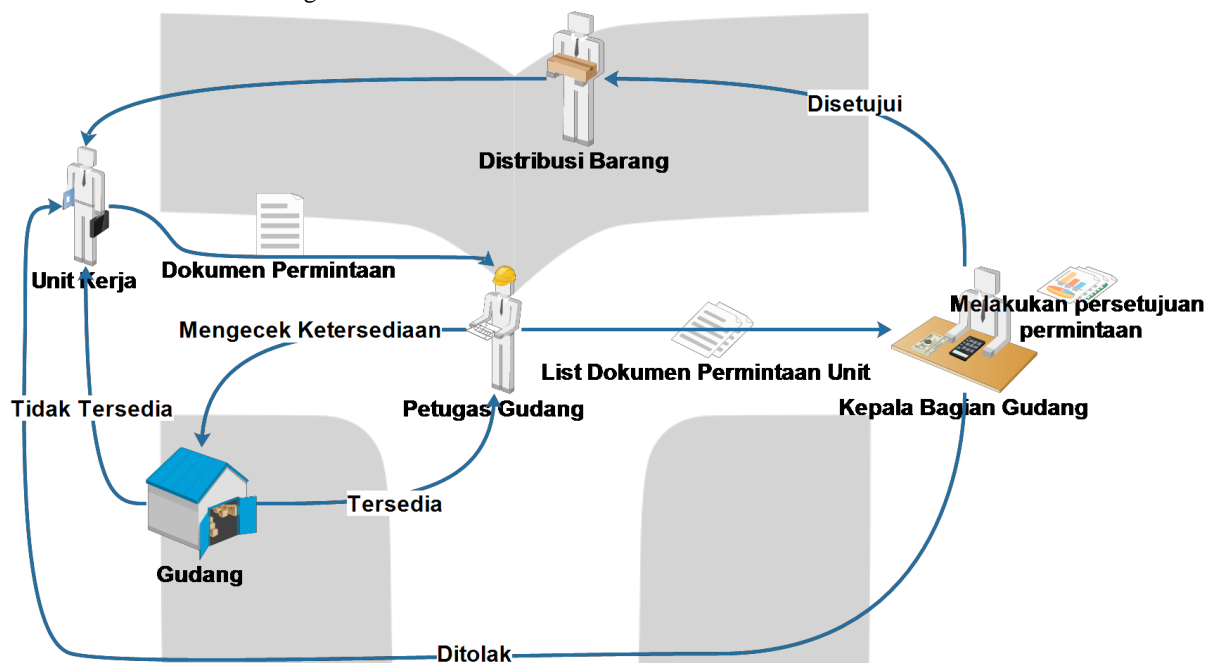 Disetujui
Distribusi Barang
Unit Kerja
Dokumen Permintaan
Melakukan persetujuan
permintaan
Mengecek Ketersediaan
List Dokumen Permintaan Unit
Tidak Tersedia
Petugas Gudang
Kepala Bagian Gudang
Tersedia
Gudang
Ditolak